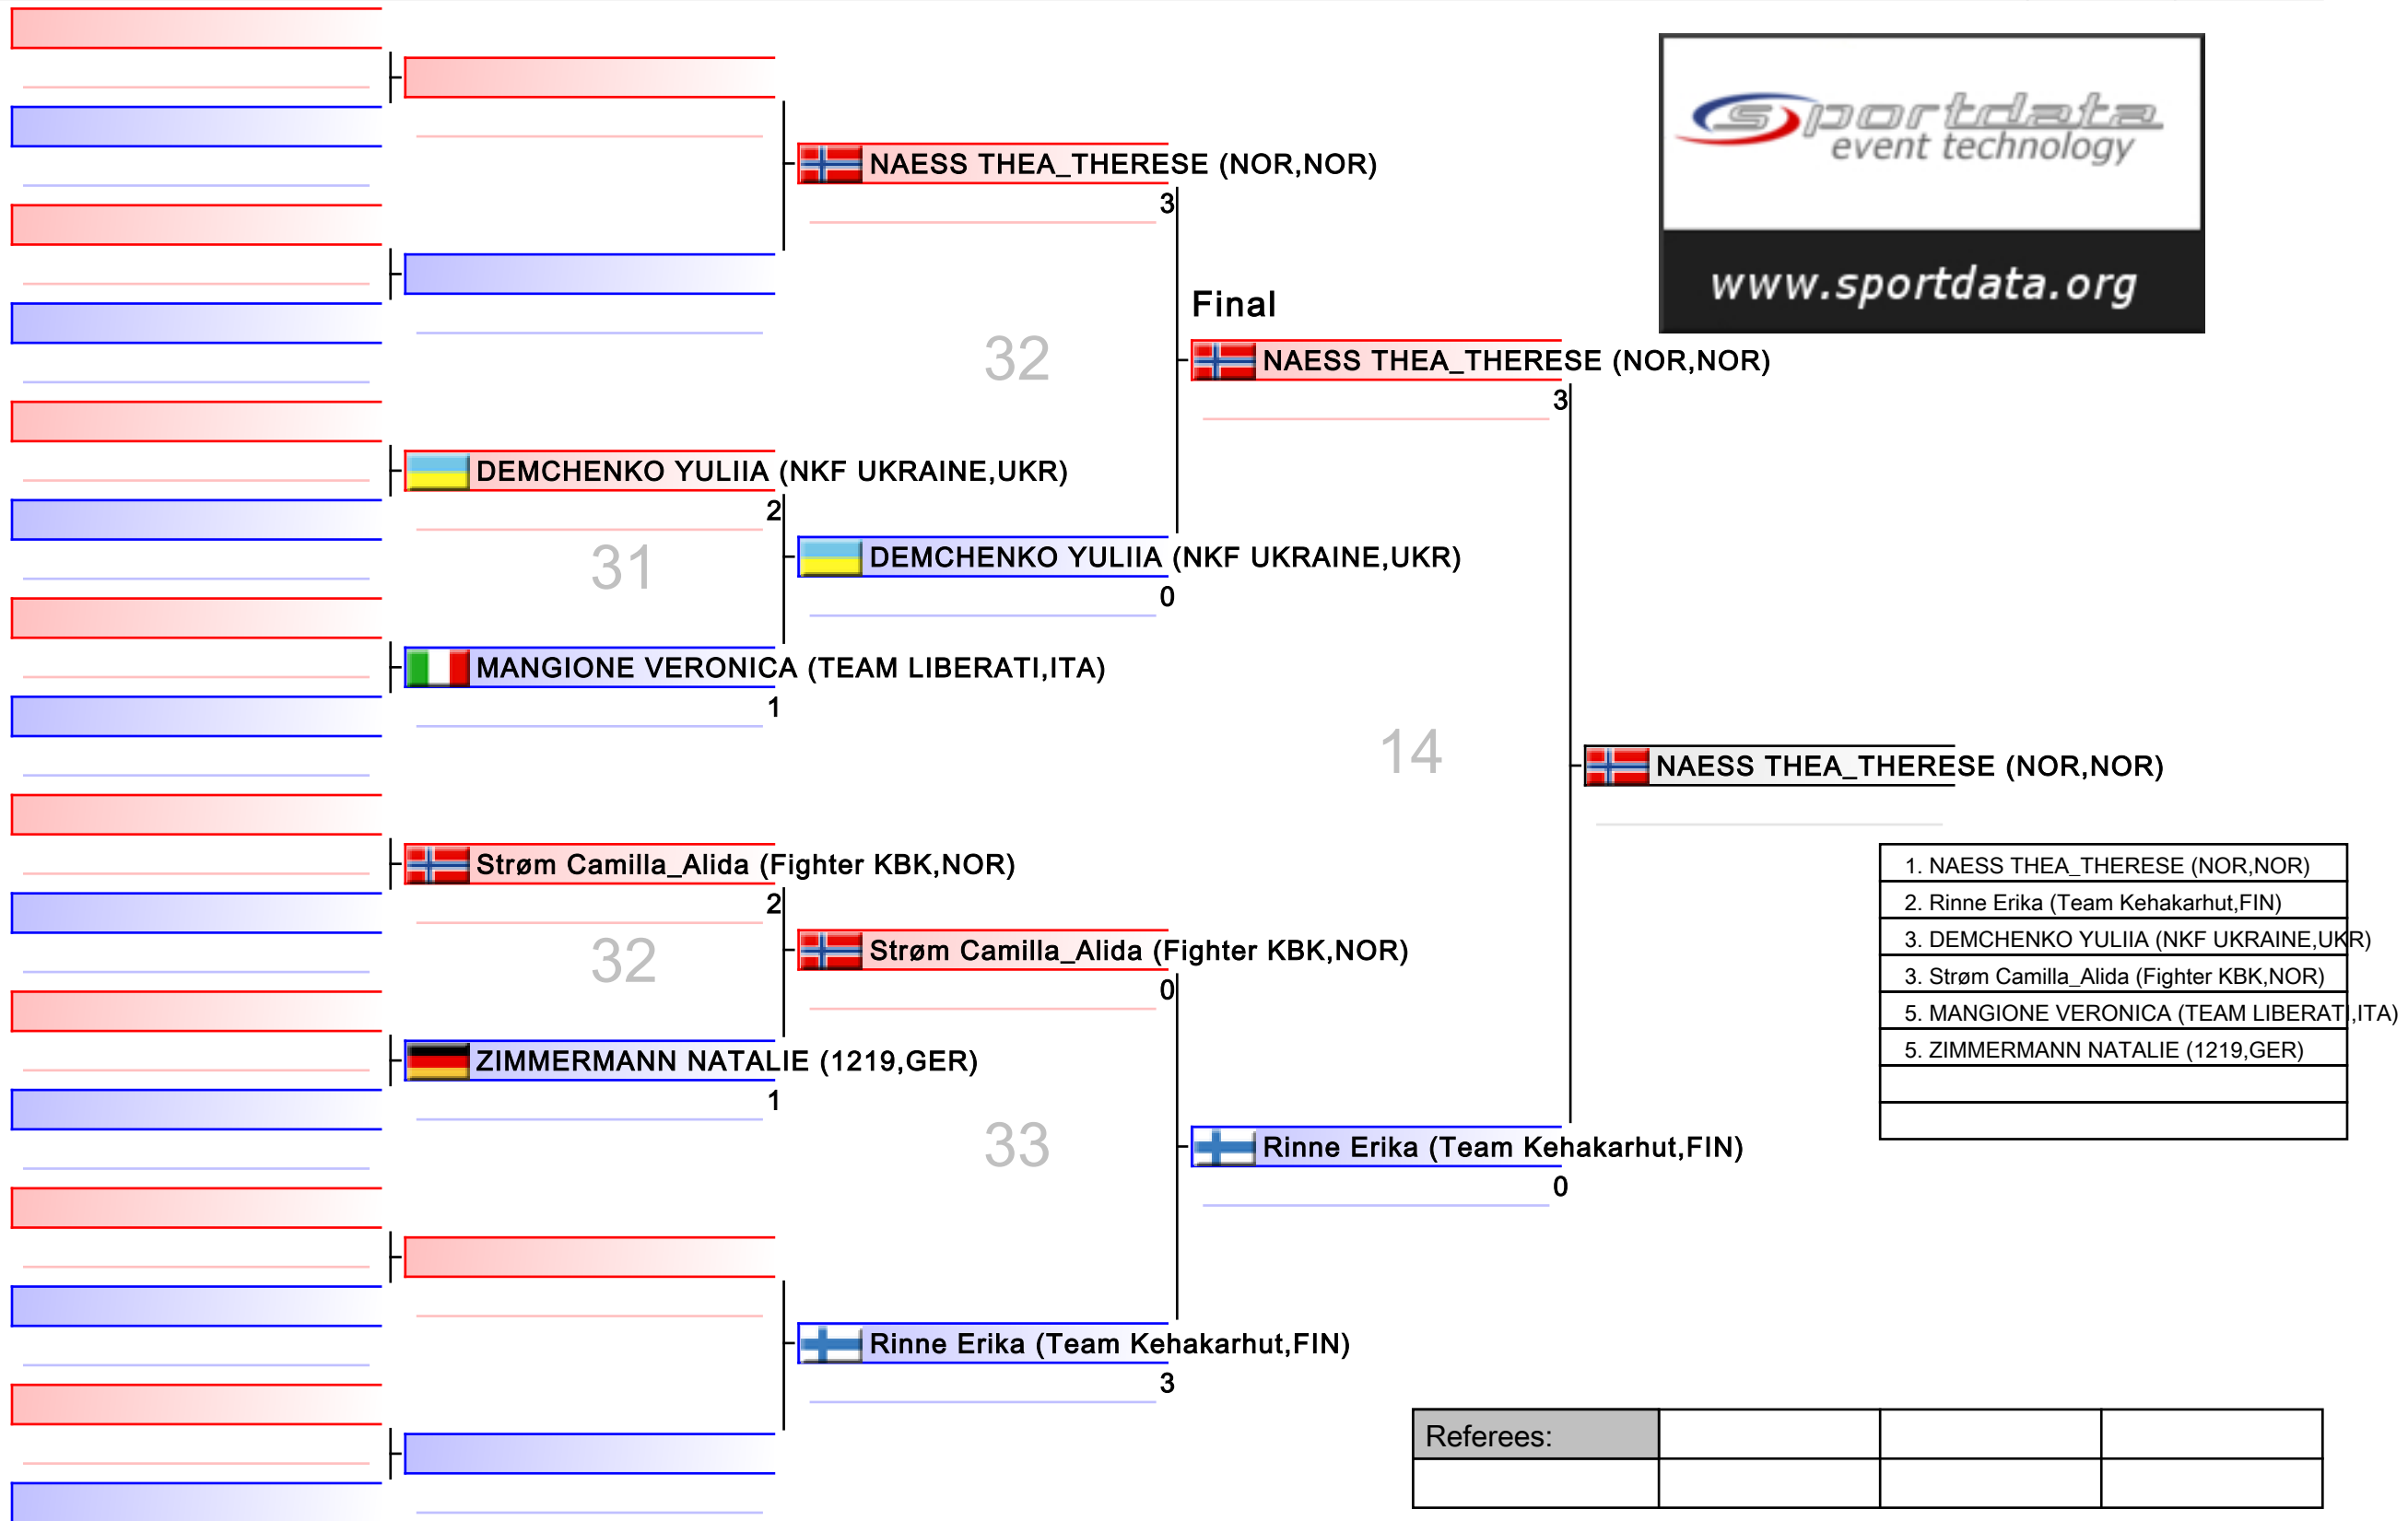 sportdata
event technology
www.sportdata.org
NAESS THEA_THERESE (NOR,NOR)
3
Final
32
NAESS THEA_THERESE (NOR,NOR)
3
DEMCHENKO YULIIA (NKF UKRAINE,UKR)
2
31
DEMCHENKO YULIIA (NKF UKRAINE,UKR)
0
MANGIONE VERONICA (TEAM LIBERATI,ITA)
1
14
NAESS THEA_THERESE (NOR,NOR)
Strøm Camilla_Alida (Fighter KBK,NOR)
2
32
Strøm Camilla_Alida (Fighter KBK,NOR)
0
ZIMMERMANN NATALIE (1219,GER)
1
33
Rinne Erika (Team Kehakarhut,FIN)
0
Rinne Erika (Team Kehakarhut,FIN)
3
1. NAESS THEA_THERESE (NOR,NOR)
2. Rinne Erika (Team Kehakarhut,FIN)
3. DEMCHENKO YULIIA (NKF UKRAINE,UKR)
3. Strøm Camilla_Alida (Fighter KBK,NOR)
5. MANGIONE VERONICA (TEAM LIBERATI,ITA)
5. ZIMMERMANN NATALIE (1219,GER)
Referees: